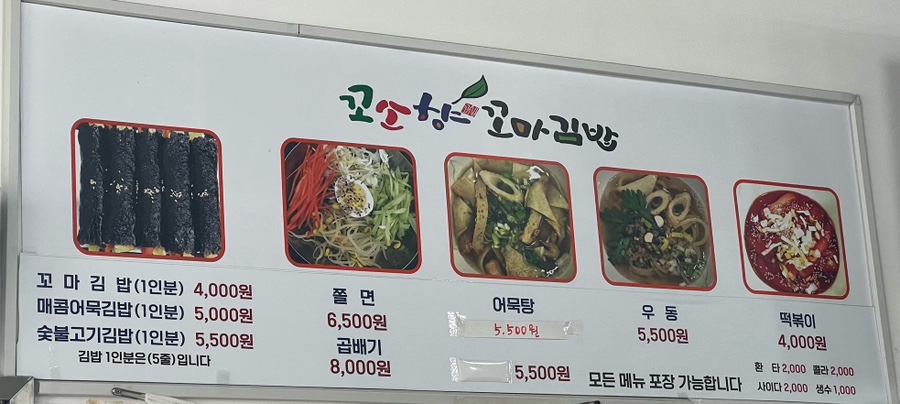 꼬소향 꼬마김밥
꼬마김밥(1인분) 4,000원
매콤어묵김밥(1인분) 5,000원
숯불고기김밥(1인분) 5,500원
김밥 1인분은 (5줄)입니다
쫄면
6,500원
곱배기
8,000원
어묵탕
5.500원
5,500원
우동
5,500원
모든 메뉴 포장 가능합니다
떡볶이
4,000원
환타 2,000 콜라 2,000
사이다 2,000 생수 1,000